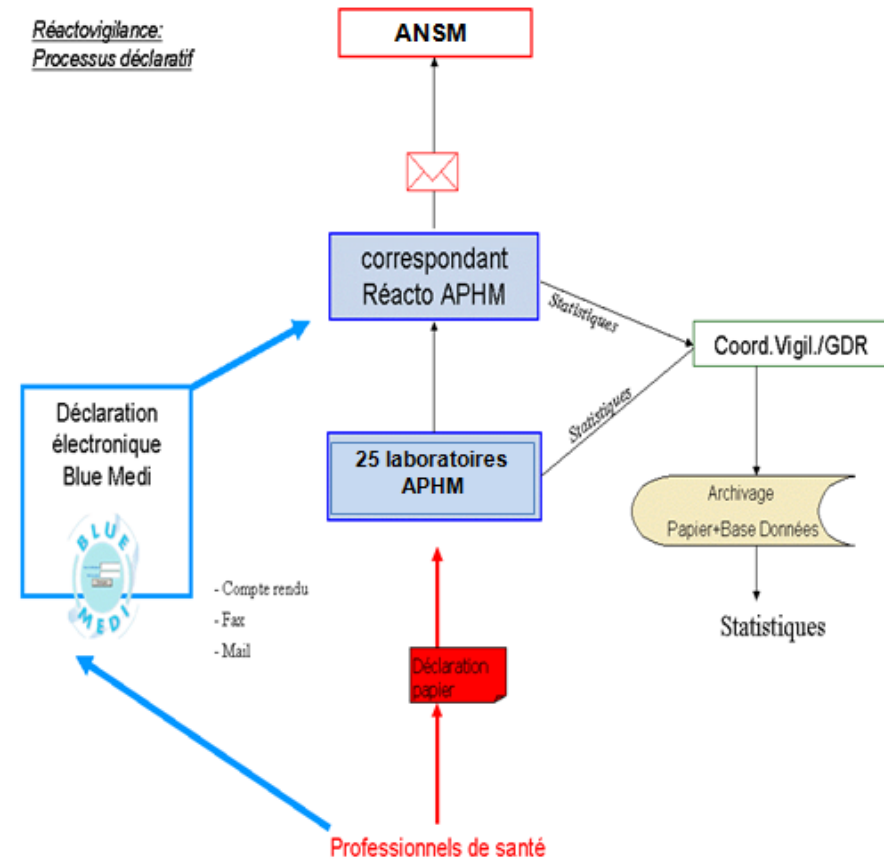 Réactovigilance:
Processus déclaratif
ANSM
correspondant
Réacto APHM
Statistiques
Coord.Vigil./GDR
Déclaration
électronique
Blue Medi
BLUE
MEDI
25 laboratoires
APHM
Statistiques
Archivage
Papier+Base Données
Statistiques
- Compte rendu
- Fax
- Mail
Déclaration
papier
Professionnels de santé